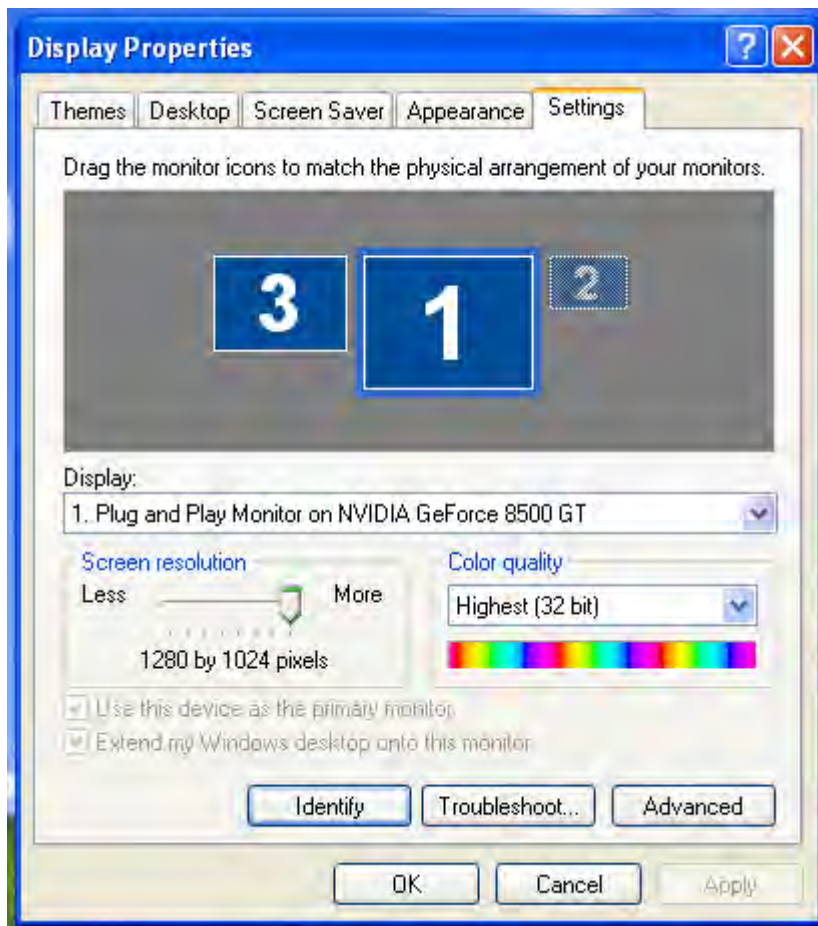 Display Properties
Themes Desktop Screen Saver Appearance Settings
Drag the monitor icons to match the physical arrangement of your monitors.
3 1 2
Display:
1. Plug and Play Monitor on NVIDIA GeForce 8500 GT
Screen resolution Color quality
Less More Highest (32 bit)
1280 by 1024 pixels
Use this device as the primary monitor.
Extend my Windows desktop onto this monitor.
Identify Troubleshoot... Advanced
OK Cancel Apply